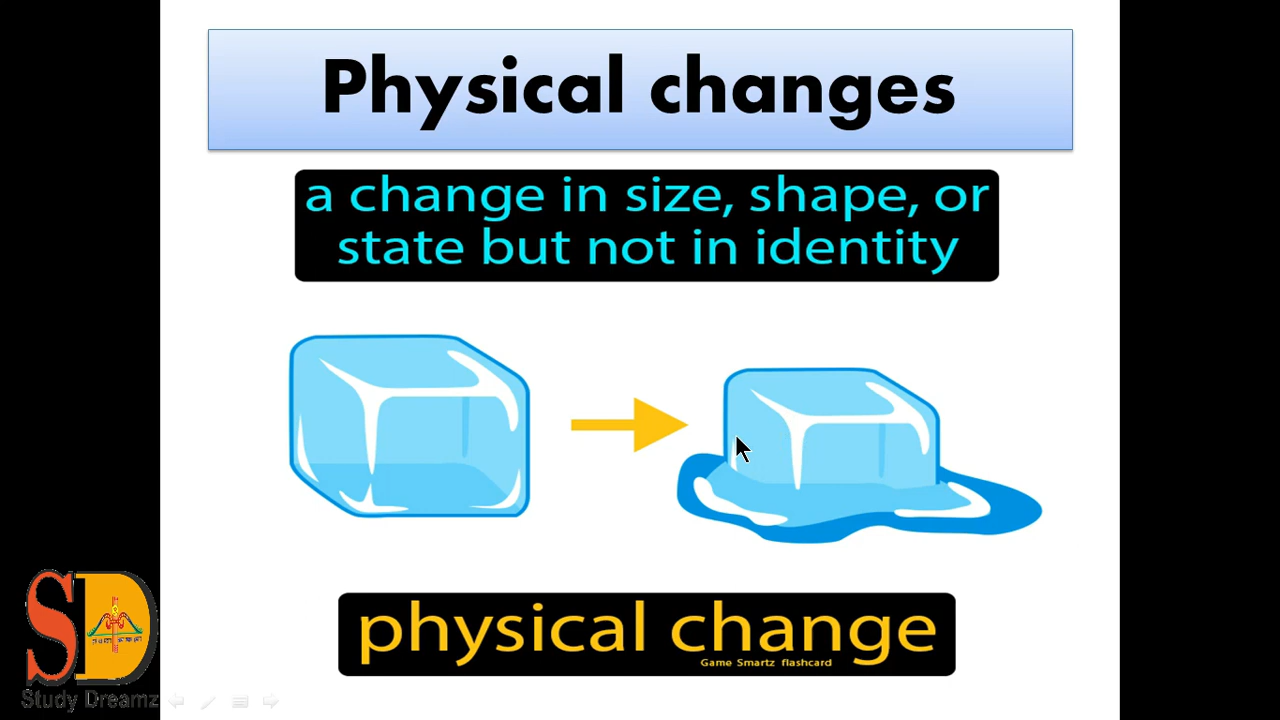 Physical changes
a change in size, shape, or
state but not in identity
physical change
Game Smartz flashcard
SD
Study Dreamz